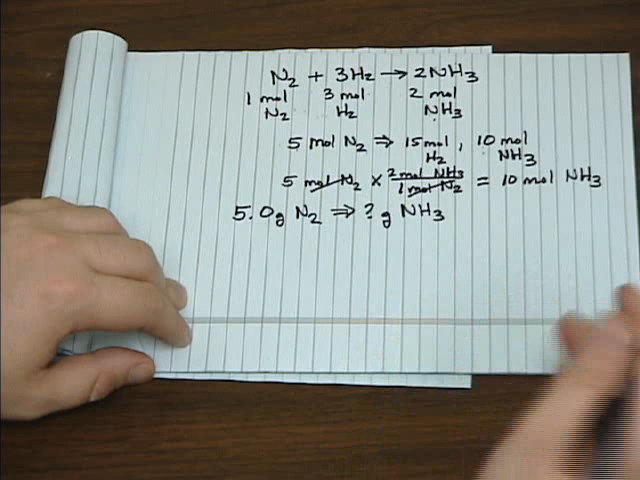 N₂ + 3H₂ → 2NH₃
1 mol N₂ 3 mol H₂ 2 mol NH₃
5 mol N₂ ⇒ 15 mol H₂, 10 mol NH₃
5 mol N₂ × 2 mol NH₃ / 1 mol N₂ = 10 mol NH₃
5.0g N₂ ⇒ ? g NH₃